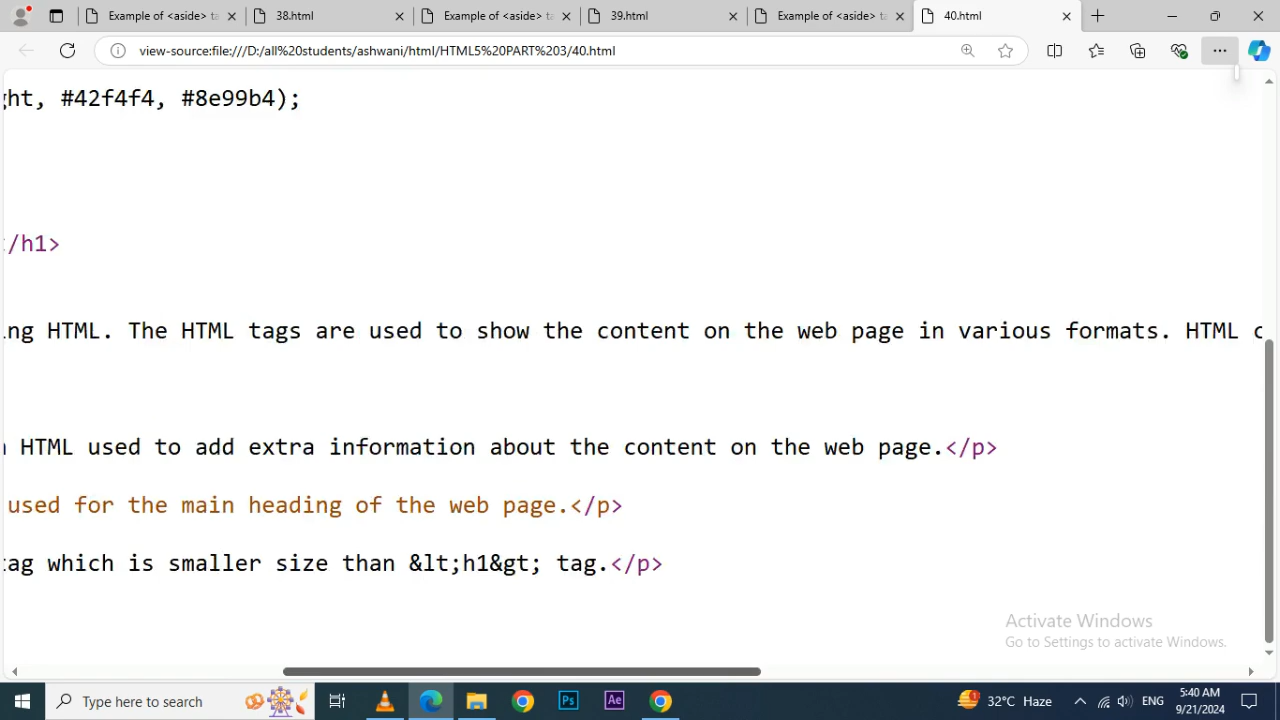 Example of <aside> ta
38.html
Example of <aside> ta
39.html
Example of <aside> ta
40.html
view-source:file:///D:/all%20students/ashwani/html/HTML5%20PART%203/40.html
ght, #42f4f4, #8e99b4);
/h1>
ing HTML. The HTML tags are used to show the content on the web page in various formats. HTML c
HTML used to add extra information about the content on the web page.</p>
used for the main heading of the web page.</p>
tag which is smaller size than &lt;h1&gt; tag.</p>
Activate Windows
Go to Settings to activate Windows.
Type here to search
Ps
Ae
1
32°C Haze
ENG
5:40 AM
9/21/2024